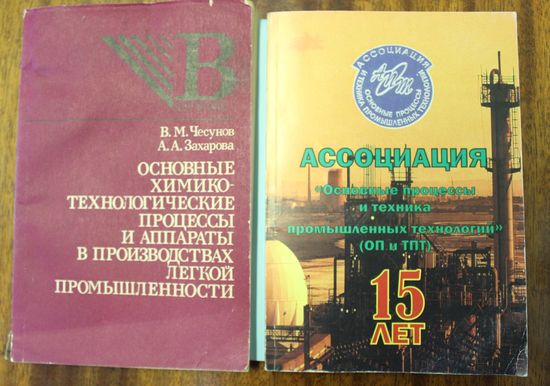 В
В. М. Чесунов
А. А. Захарова
ОСНОВНЫЕ
ХИМИКО-
ТЕХНОЛОГИЧЕСКИЕ
ПРОЦЕССЫ
И АППАРАТЫ
В ПРОИЗВОДСТВАХ
ЛЕГКОЙ
ПРОМЫШЛЕННОСТИ
АССОЦИАЦИЯ
ОСНОВНЫЕ ПРОЦЕССЫ
И ТЕХНИКА ПРОМЫШЛЕННЫХ ТЕХНОЛОГИЙ
АССОЦИАЦИЯ
"Основные процессы
и техника
промышленных технологий"
(ОП и ТПТ)
15
ЛЕТ